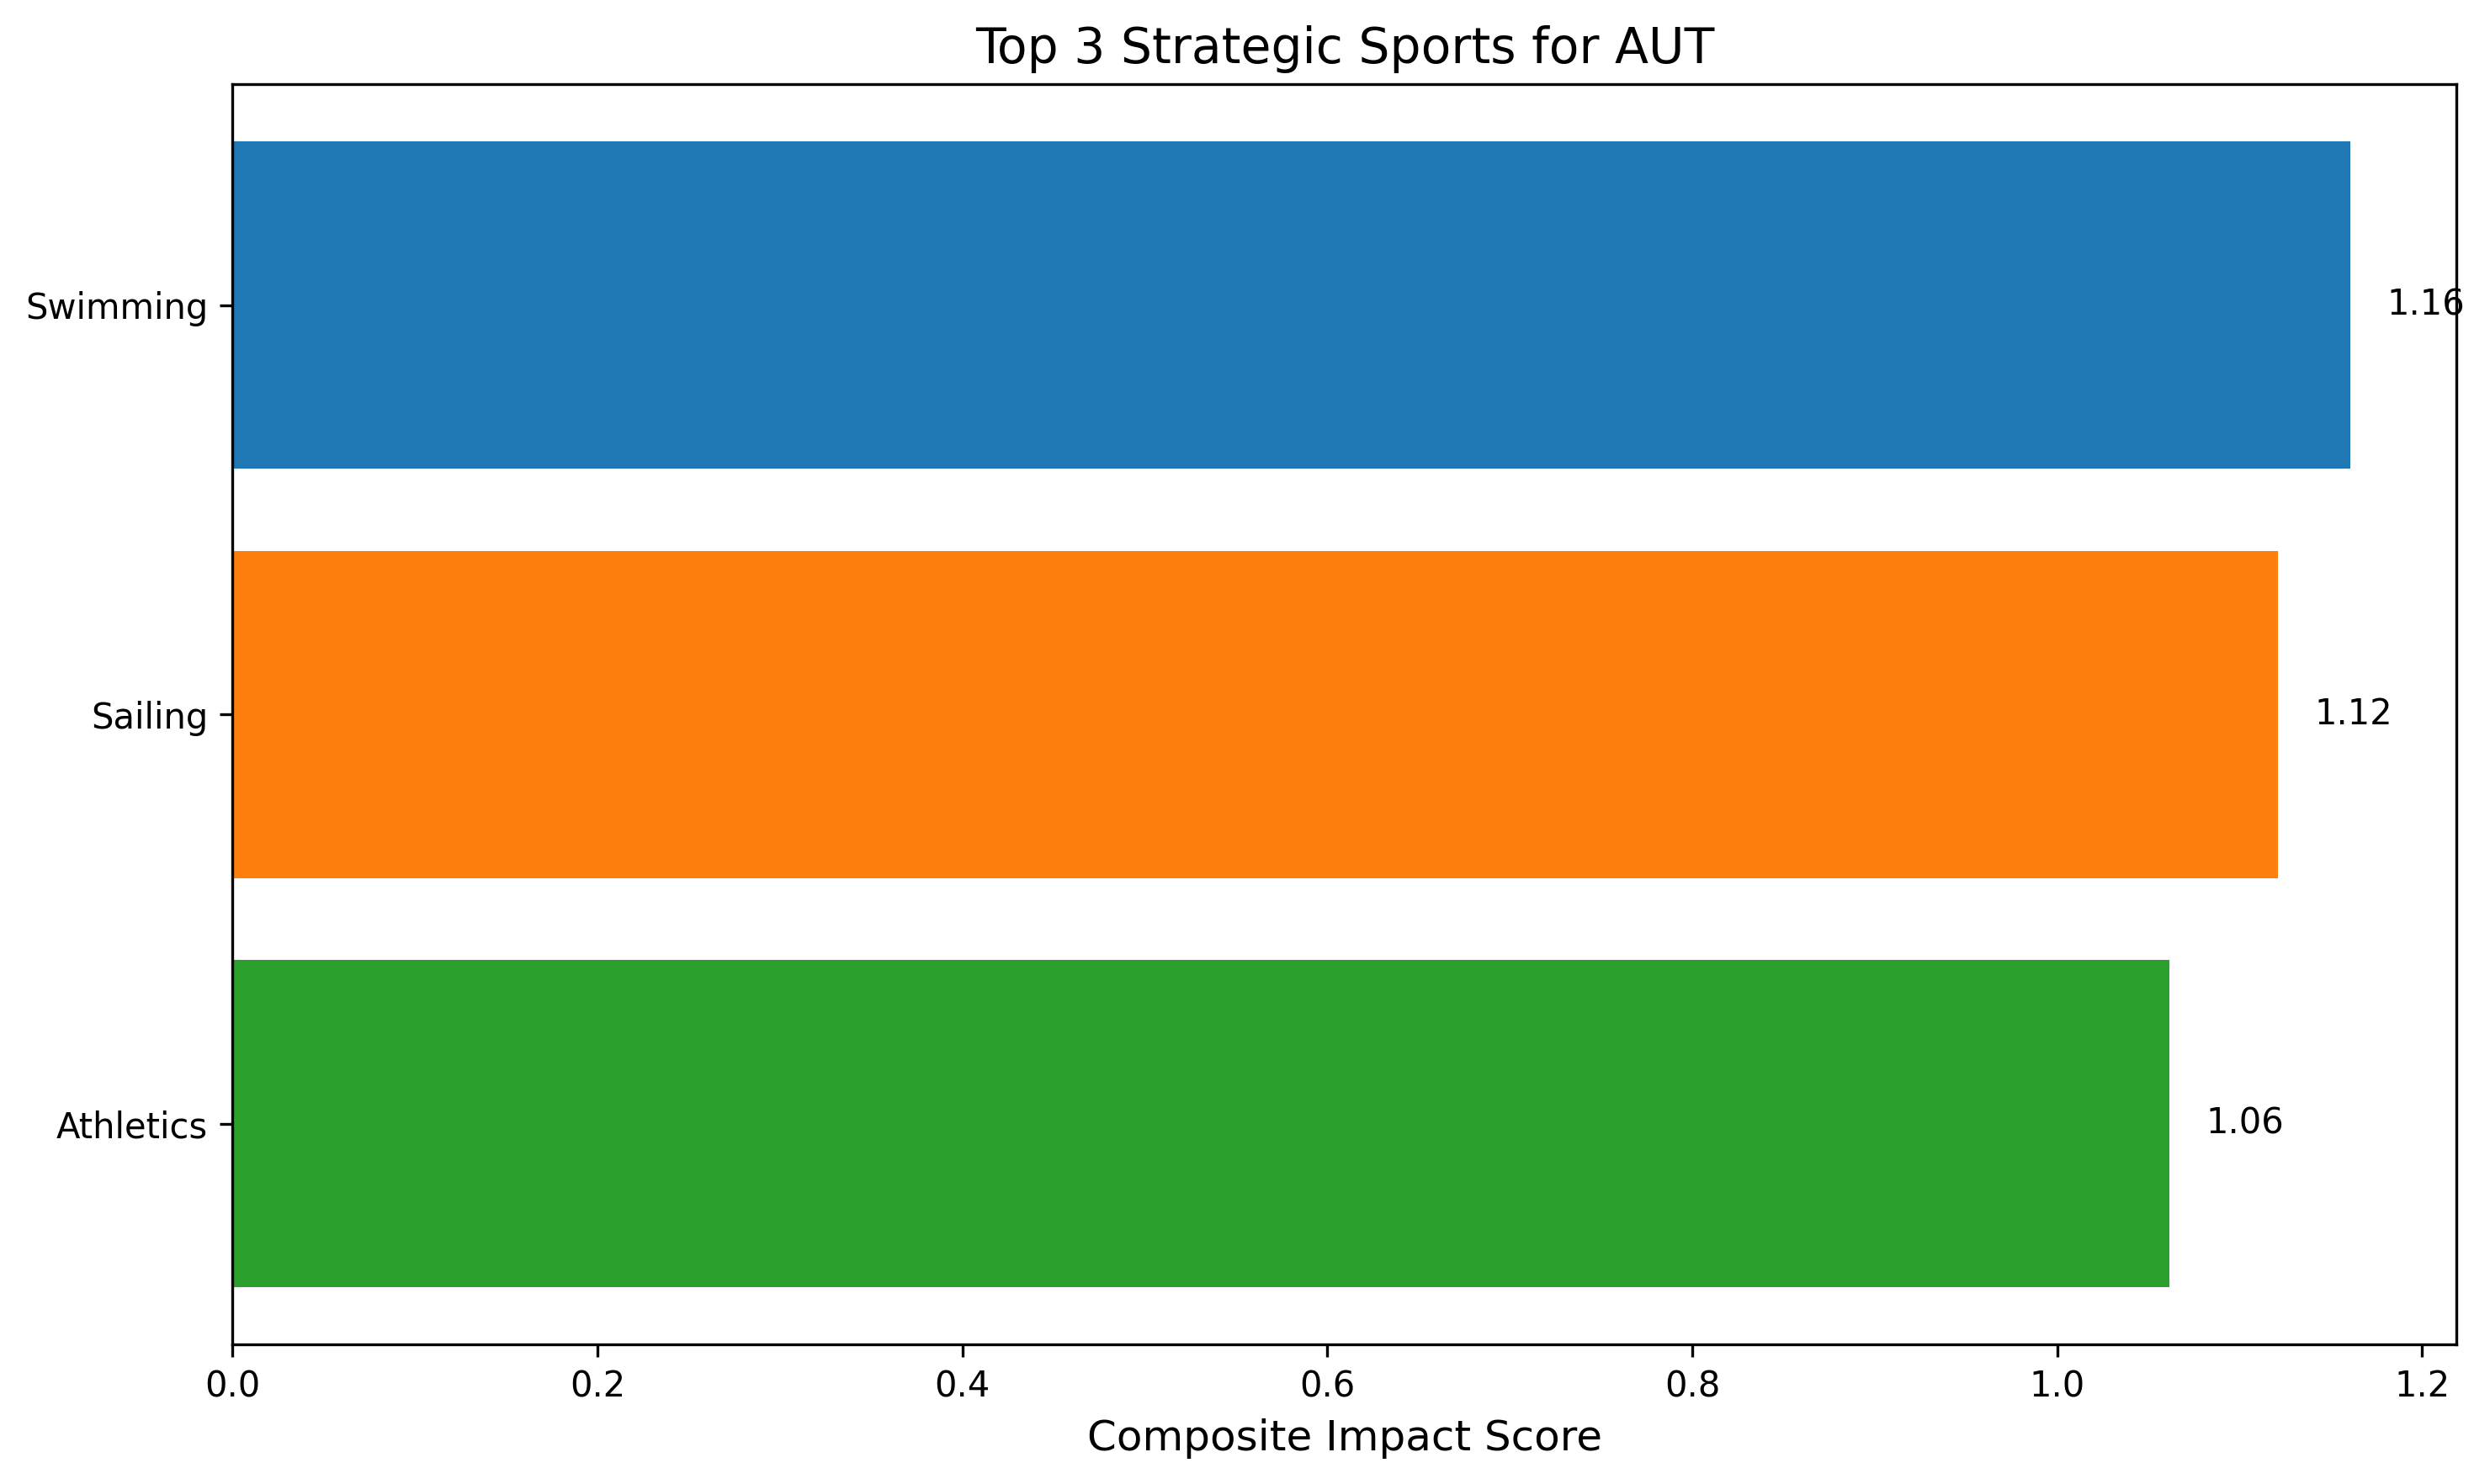 Top 3 Strategic Sports for AUT
Swimming
1.16
Sailing
1.12
Athletics
1.06
0.0 0.2 0.4 0.6 0.8 1.0 1.2
Composite Impact Score